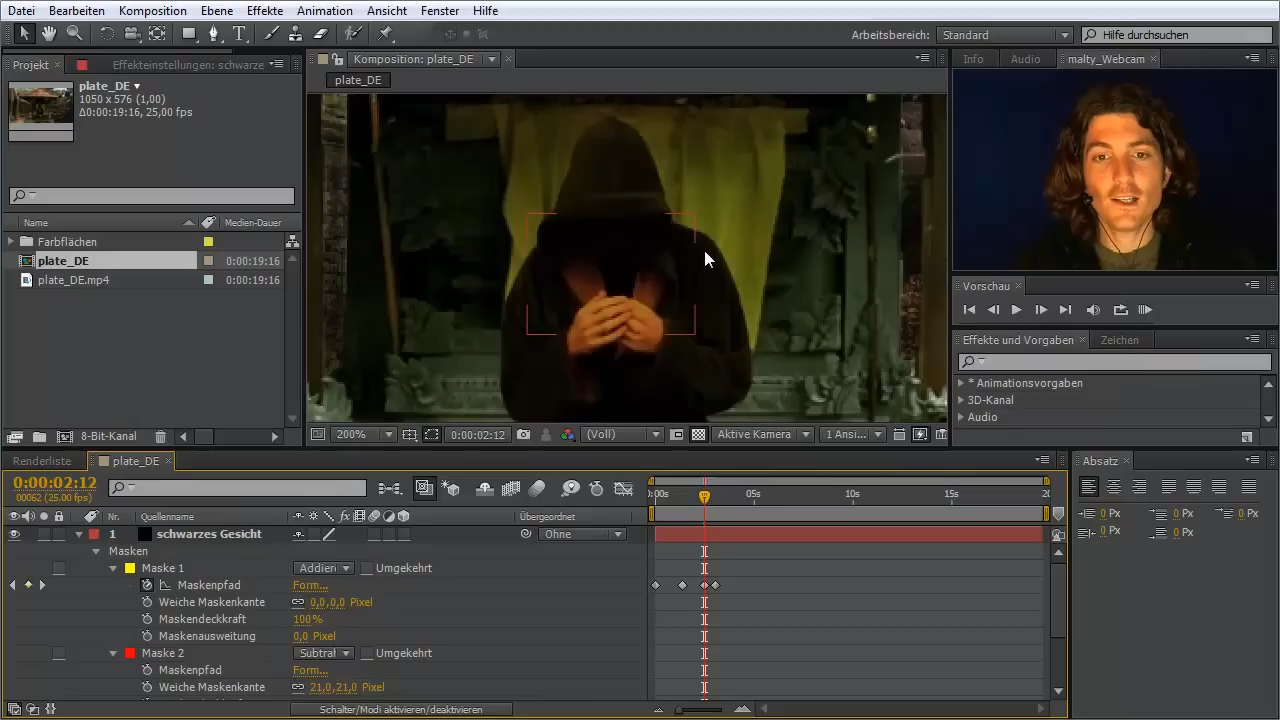 Datei Bearbeiten Komposition Ebene Effekte Animation Ansicht Fenster Hilfe
Arbeitsbereich: Standard Hilfe durchsuchen
Projekt Effekteinstellungen: schwarze
Komposition: plate_DE
Info Audio malty_Webcam
plate_DE
plate_DE
1050 x 576 (1,00)
Δ0:00:19:16, 25,00 fps
Name Medien-Dauer
Farbflächen
plate_DE 0:00:19:16
plate_DE.mp4 0:00:19:16
Vorschau
Effekte und Vorgaben Zeichen
* Animationsvorgaben
3D-Kanal
Audio
8-Bit-Kanal
200% 0:00:02:12 (Voll) Aktive Kamera 1 Ansi...
Renderliste plate_DE
Absatz
0:00:02:12
00062 (25.00 fps)
0:00s 05s 10s 15s 20
Nr. Quellenname fx Übergeordnet
1 schwarzes Gesicht Ohne
Masken
Maske 1 Addiere Umgekehrt
Maskenpfad Form...
Weiche Maskenkante 0,0,0,0 Pixel
Maskendeckkraft 100%
Maskenausweitung 0,0 Pixel
Maske 2 Subtral Umgekehrt
Maskenpfad Form...
Weiche Maskenkante 21,0,21,0 Pixel
Schalter/Modi aktivieren/deaktivieren
0 Px 0 Px 0 Px
0 Px 0 Px